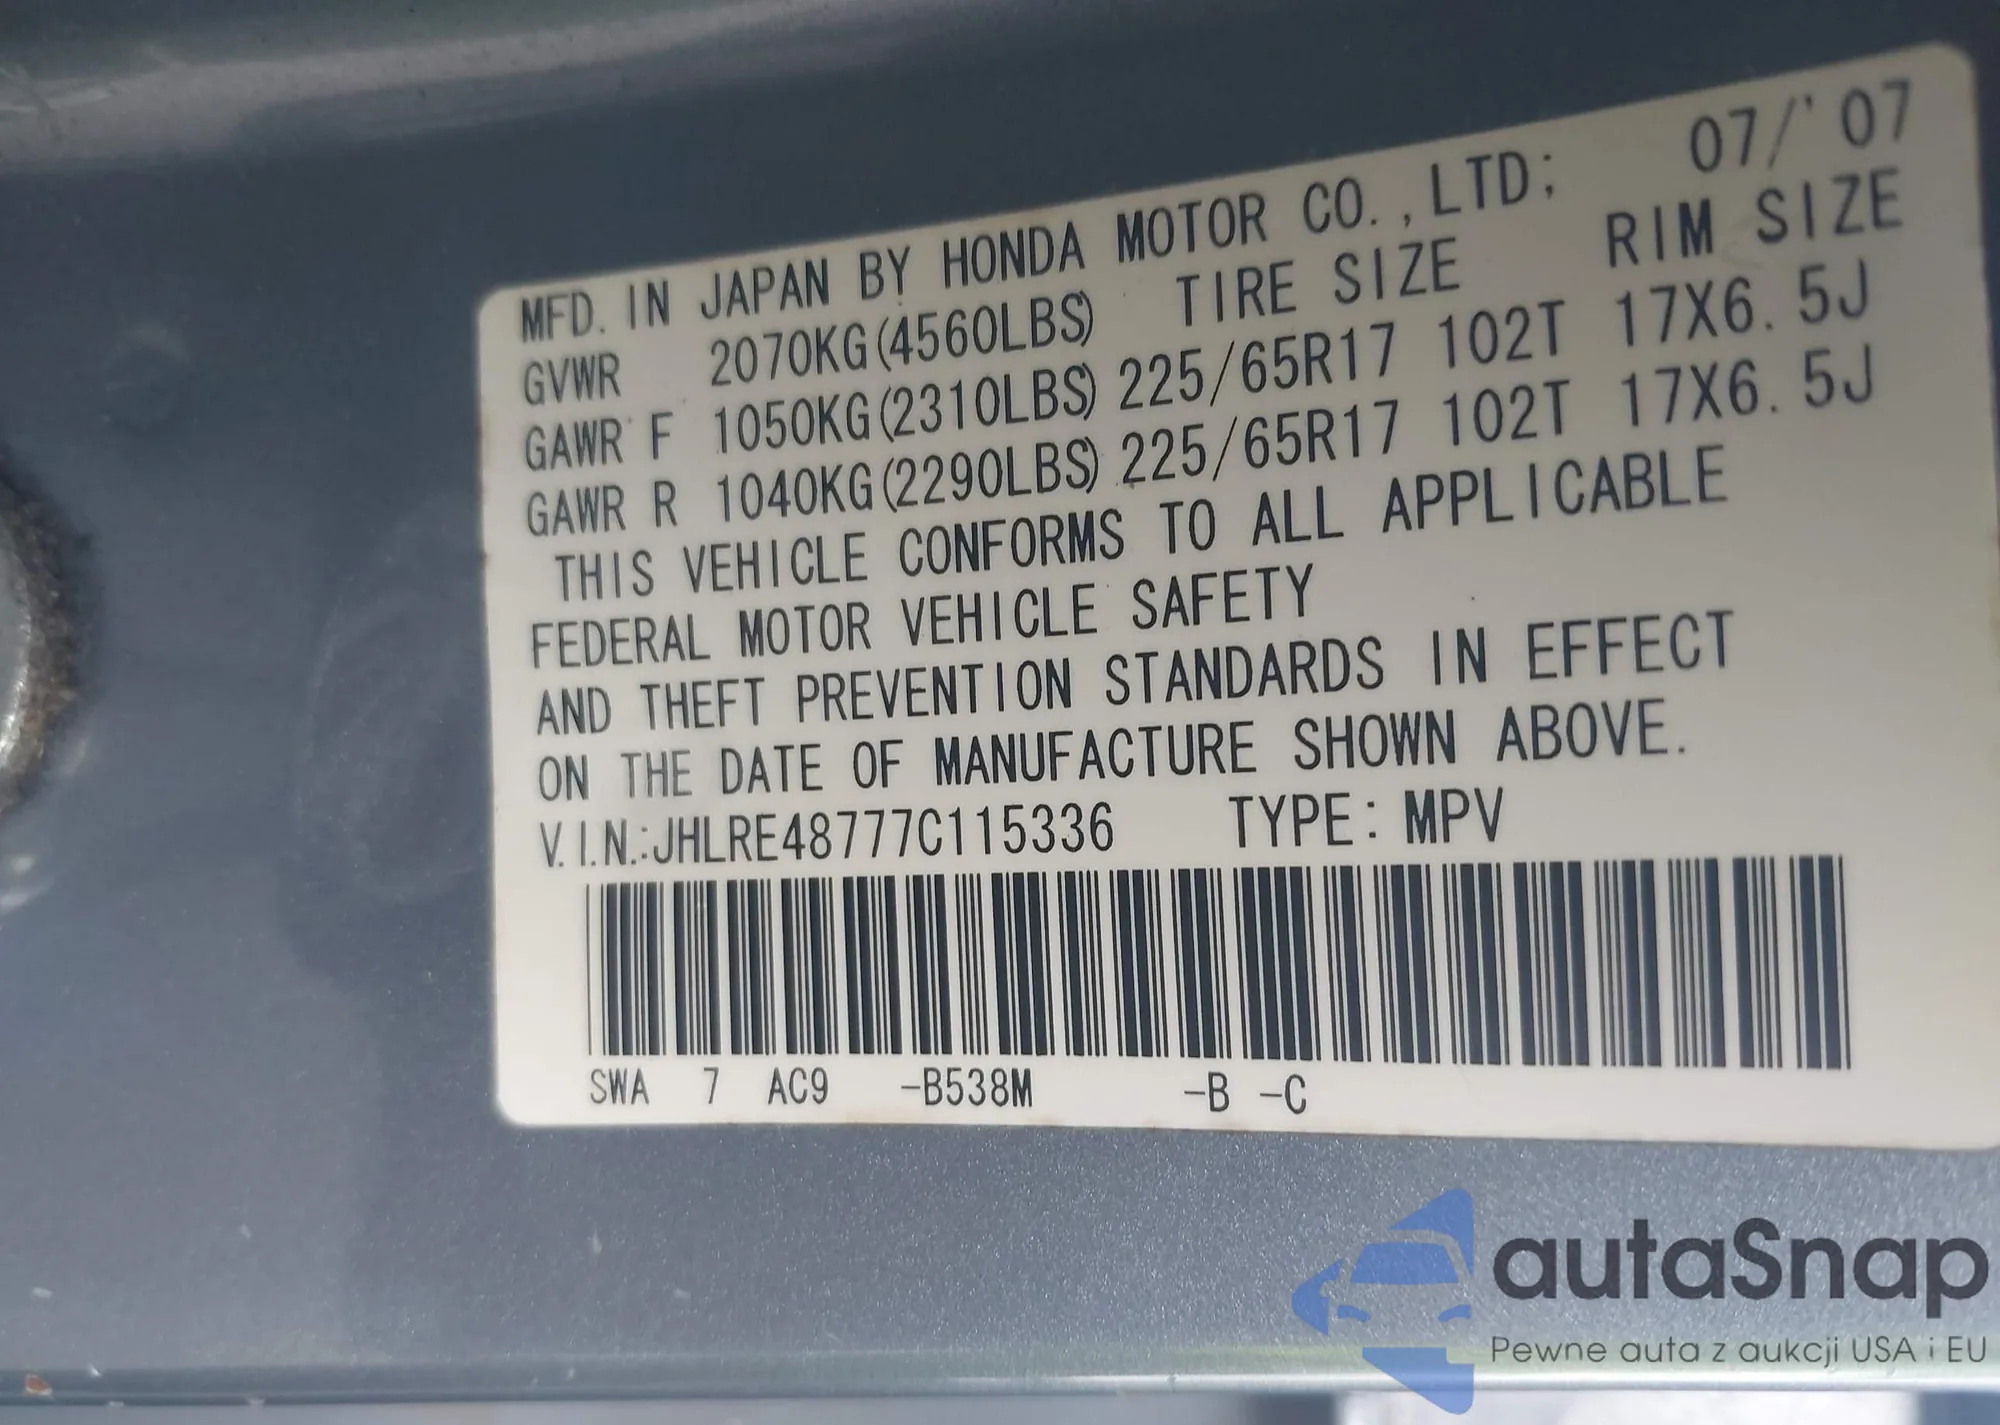 MFD. IN JAPAN BY HONDA MOTOR CO.,LTD; 07/'07
GVWR 2070KG(4560LBS) TIRE SIZE RIM SIZE
GAWR F 1050KG(2310LBS) 225/65R17 102T 17X6.5J
GAWR R 1040KG(2290LBS) 225/65R17 102T 17X6.5J
THIS VEHICLE CONFORMS TO ALL APPLICABLE
FEDERAL MOTOR VEHICLE SAFETY
AND THEFT PREVENTION STANDARDS IN EFFECT
ON THE DATE OF MANUFACTURE SHOWN ABOVE.
V.I.N.:JHLRE48777C115336 TYPE: MPV
SWA 7 AC9 -B538M -B -C
autaSnap
Pewne auta z aukcji USA i EU